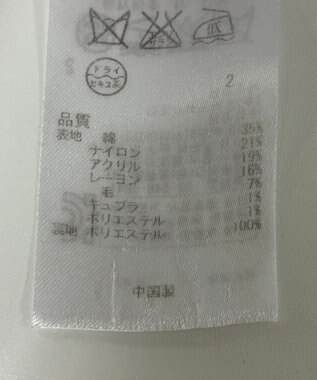 ドライ
セキユ系
2
品質
表地 綿 35%
ナイロン 21%
アクリル 19%
レーヨン 16%
毛 7%
キュプラ 1%
ポリエステル 1%
裏地 ポリエステル 100%
中国製